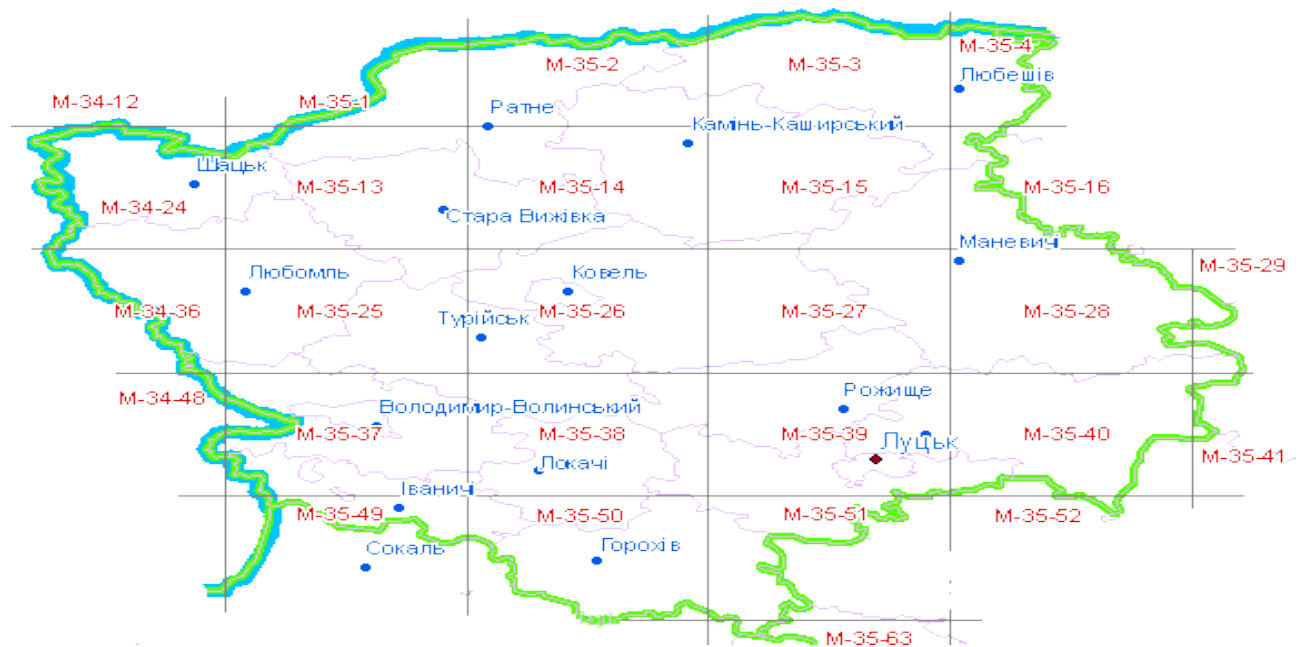 М-35-4
М-35-2
М-35-3
Любешів
М-34-12
М-35-1
Ратне
Камінь-Каширський
Шацьк
М-35-13
М-35-14
М-35-15
М-35-16
М-34-24
Стара Вижівка
Маневичі
М-35-29
Любомль
Ковель
М-34-36
М-35-25
М-35-26
М-35-27
М-35-28
Турійськ
Рожище
М-34-48
Володимир-Волинський
М-35-37
М-35-38
М-35-39
М-35-40
Луцьк
М-35-41
Локачі
Іваничі
М-35-49
М-35-50
М-35-51
М-35-52
Сокаль
Горохів
М-35-63